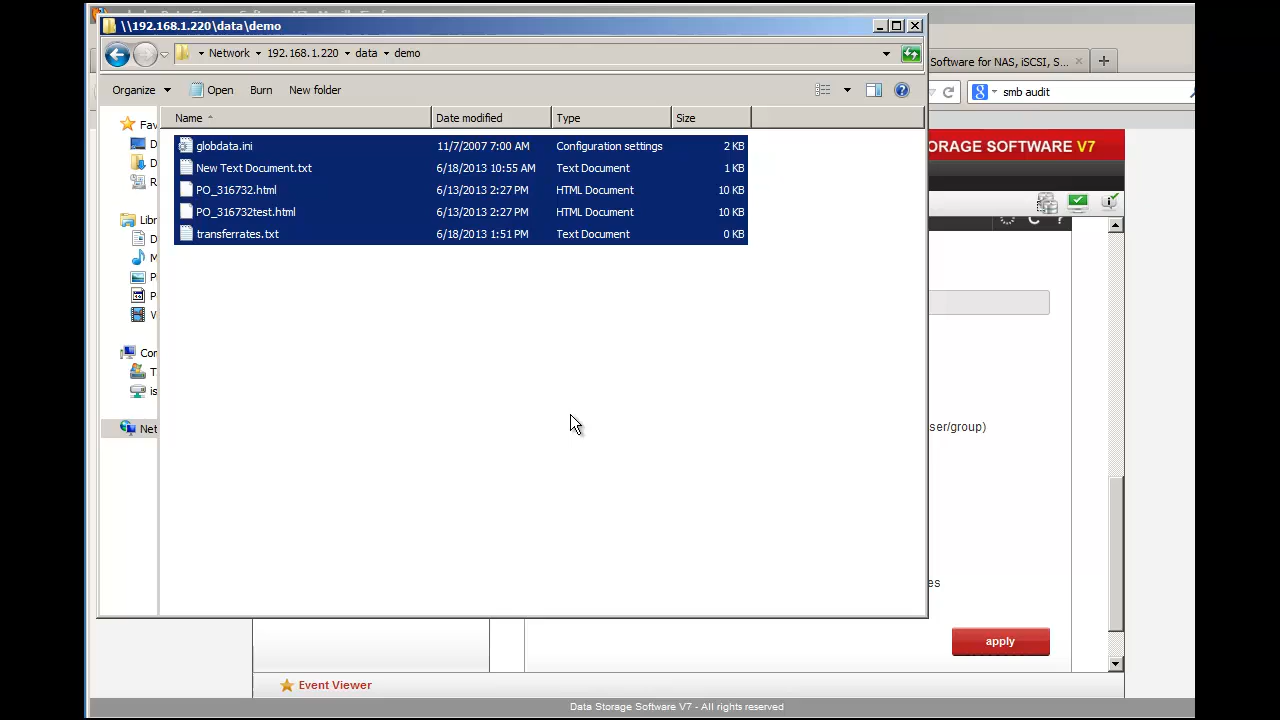 \\192.168.1.220\data\demo
Network 192.168.1.220 data demo
Software for NAS, iSCSI, S...
smb audit
Organize Open Burn New folder
Name Date modified Type Size
Fav
globdata.ini 11/7/2007 7:00 AM Configuration settings 2 KB
New Text Document.txt 6/18/2013 10:55 AM Text Document 1 KB
PO_316732.html 6/13/2013 2:27 PM HTML Document 10 KB
PO_316732test.html 6/13/2013 2:27 PM HTML Document 10 KB
transferrates.txt 6/18/2013 1:51 PM Text Document 0 KB
D
D
R
Libr
D
M
P
P
V
Com
T
is
Net
ORAGE SOFTWARE V7
ser/group)
es
apply
Event Viewer
Data Storage Software V7 - All rights reserved